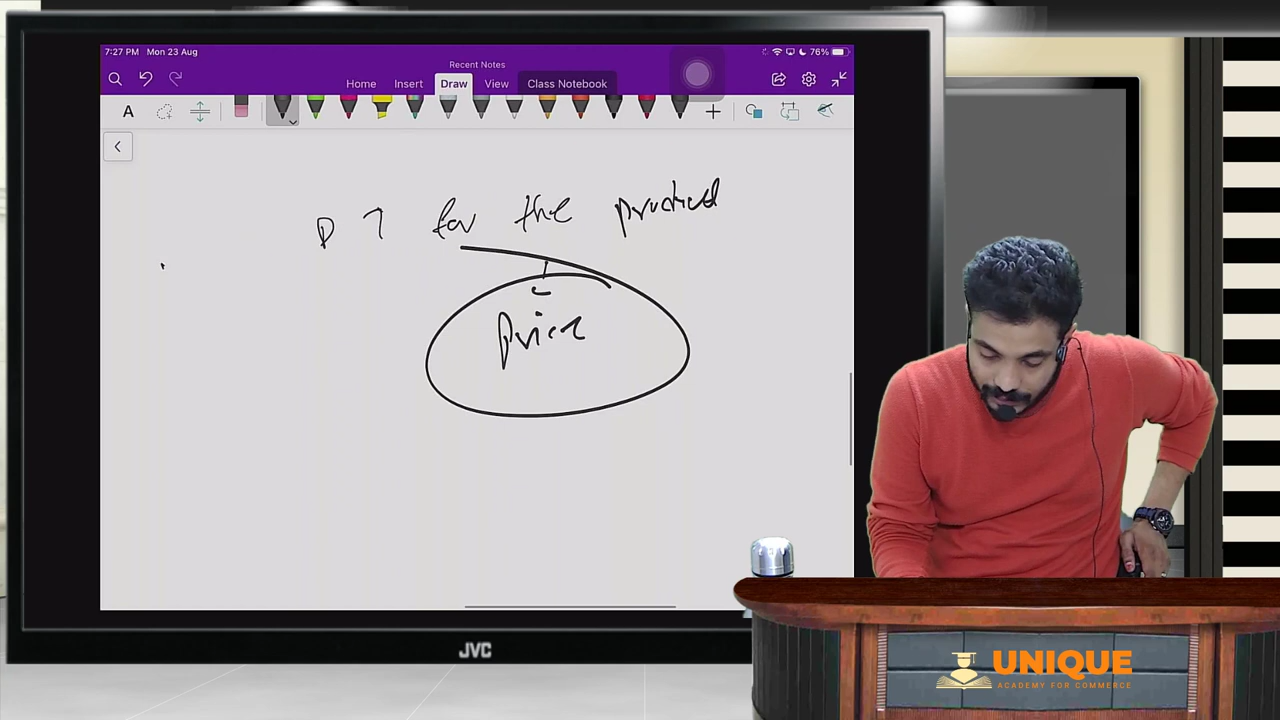 7:27 PM Mon 23 Aug
76%
Recent Notes
Home Insert Draw View Class Notebook
A
for the product
Price
JVC
UNIQUE
ACADEMY FOR COMMERCE